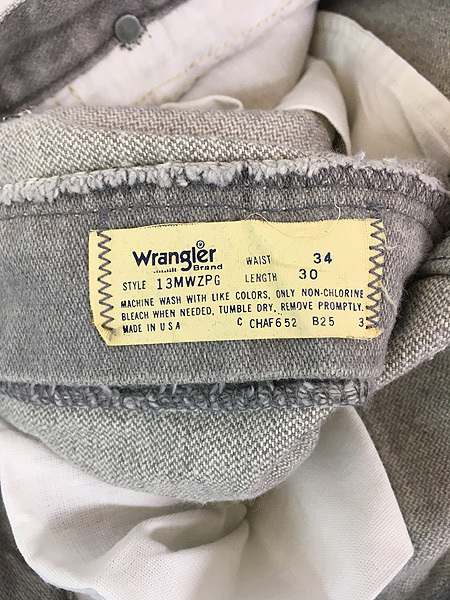 Wrangler ® WAIST 34
Brand
STYLE 13MWZPG LENGTH 30
MACHINE WASH WITH LIKE COLORS, ONLY NON-CHLORINE
BLEACH WHEN NEEDED, TUMBLE DRY, REMOVE PROMPTLY.
MADE IN USA C CHAF652 B25 3